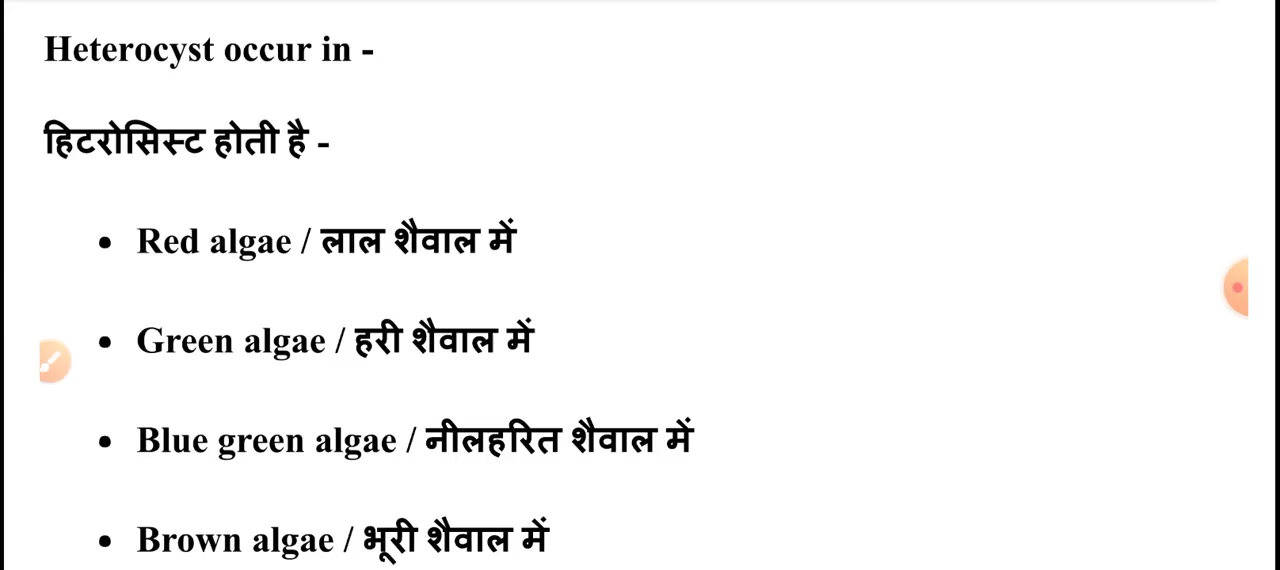 Heterocyst occur in -
हिटरोसिस्ट होती है -
• Red algae / लाल शैवाल में
• Green algae / हरी शैवाल में
• Blue green algae / नीलहरित शैवाल में
• Brown algae / भूरी शैवाल में